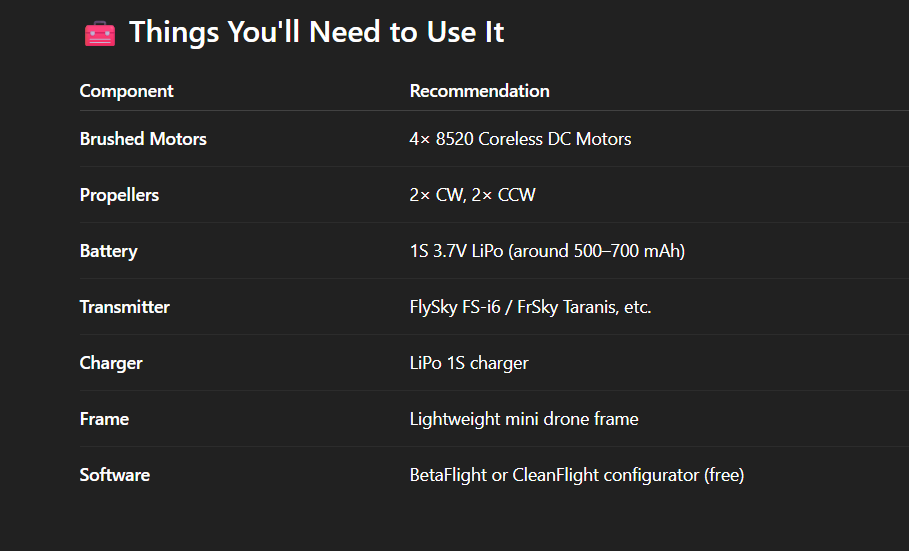 Things You'll Need to Use It
Component Recommendation
Brushed Motors 4× 8520 Coreless DC Motors
Propellers 2× CW, 2× CCW
Battery 1S 3.7V LiPo (around 500–700 mAh)
Transmitter FlySky FS-i6 / FrSky Taranis, etc.
Charger LiPo 1S charger
Frame Lightweight mini drone frame
Software BetaFlight or CleanFlight configurator (free)